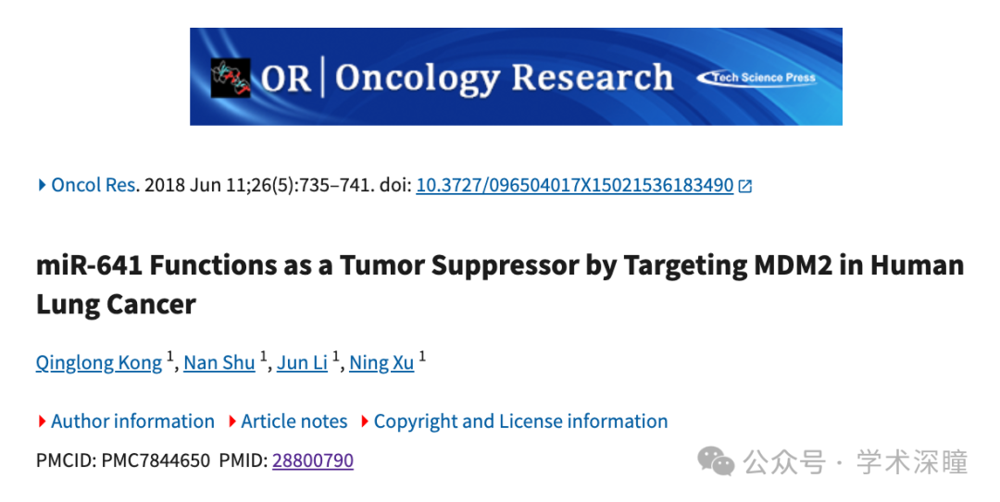 OR | Oncology Research
Tech Science Press
Oncol Res. 2018 Jun 11;26(5):735–741. doi: 10.3727/096504017X15021536183490
miR-641 Functions as a Tumor Suppressor by Targeting MDM2 in Human
Lung Cancer
Qinglong Kong 1, Nan Shu 1, Jun Li 1, Ning Xu 1
Author information Article notes Copyright and License information
PMCID: PMC7844650 PMID: 28800790
公众号 · 学术深瞳